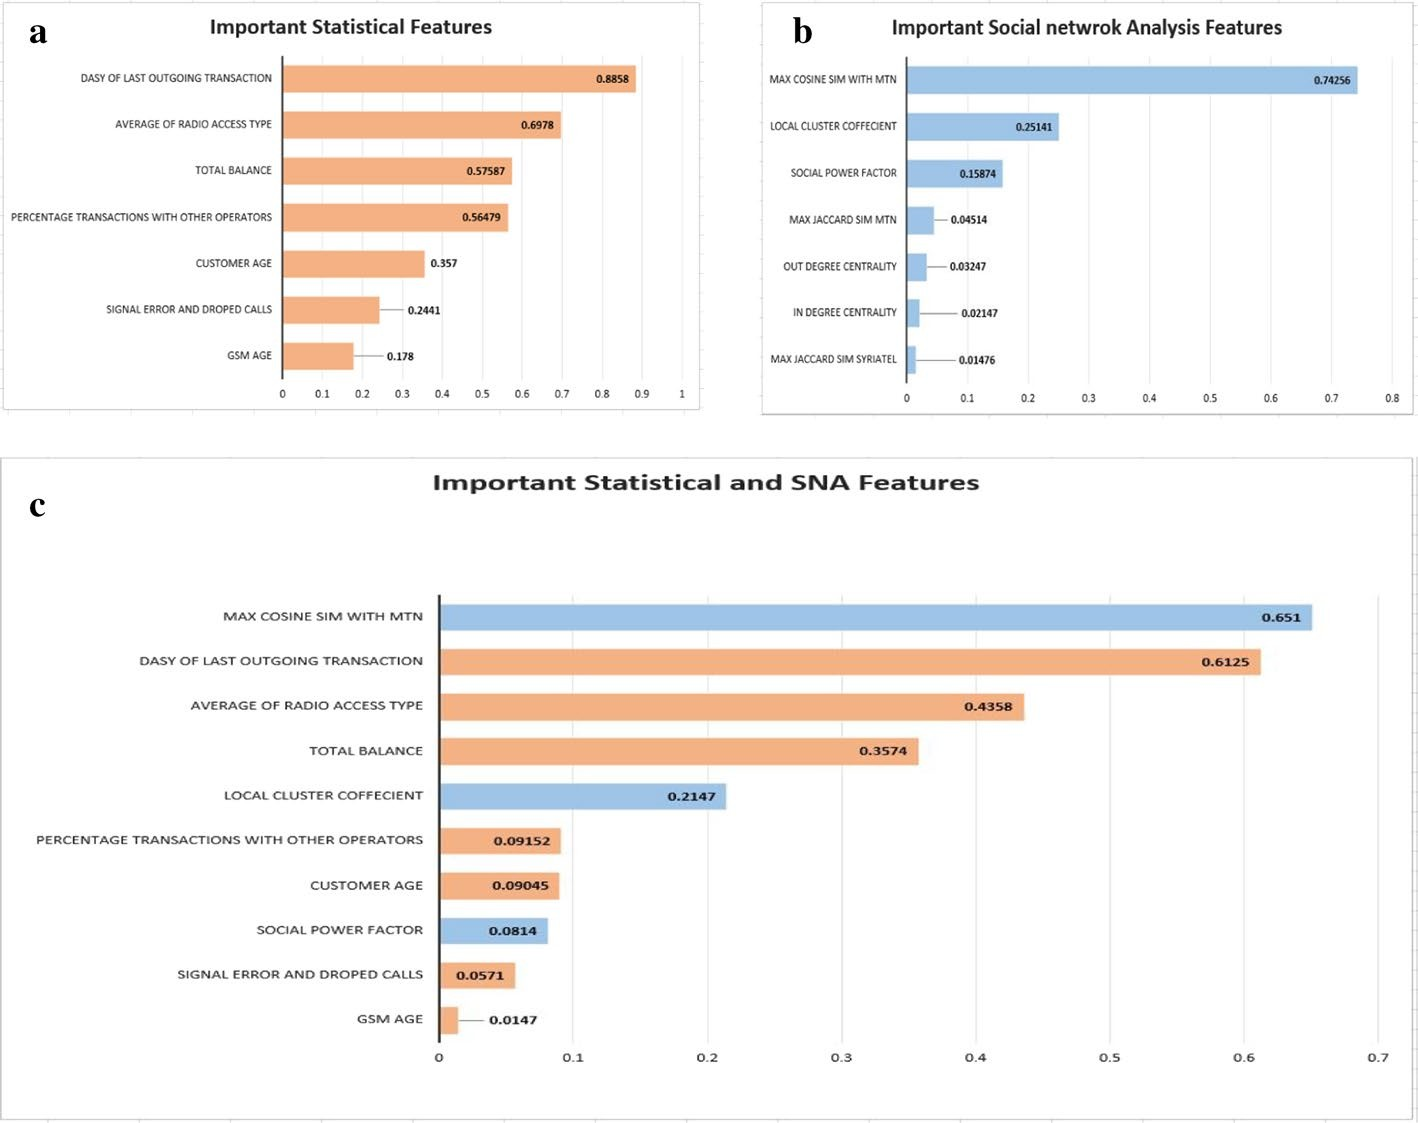 a
Important Statistical Features
DASY OF LAST OUTGOING TRANSACTION 0.8858
AVERAGE OF RADIO ACCESS TYPE 0.6978
TOTAL BALANCE 0.57587
PERCENTAGE TRANSACTIONS WITH OTHER OPERATORS 0.56479
CUSTOMER AGE 0.357
SIGNAL ERROR AND DROPED CALLS 0.2441
GSM AGE 0.178
0 0.1 0.2 0.3 0.4 0.5 0.6 0.7 0.8 0.9 1
b
Important Social netwrok Analysis Features
MAX COSINE SIM WITH MTN 0.74256
LOCAL CLUSTER COFFECIENT 0.25141
SOCIAL POWER FACTOR 0.15874
MAX JACCARD SIM MTN 0.04514
OUT DEGREE CENTRALITY 0.03247
IN DEGREE CENTRALITY 0.02147
MAX JACCARD SIM SYRIATEL 0.01476
0 0.1 0.2 0.3 0.4 0.5 0.6 0.7 0.8
c
Important Statistical and SNA Features
MAX COSINE SIM WITH MTN 0.651
DASY OF LAST OUTGOING TRANSACTION 0.6125
AVERAGE OF RADIO ACCESS TYPE 0.4358
TOTAL BALANCE 0.3574
LOCAL CLUSTER COFFECIENT 0.2147
PERCENTAGE TRANSACTIONS WITH OTHER OPERATORS 0.09152
CUSTOMER AGE 0.09045
SOCIAL POWER FACTOR 0.0814
SIGNAL ERROR AND DROPED CALLS 0.0571
GSM AGE 0.0147
0 0.1 0.2 0.3 0.4 0.5 0.6 0.7